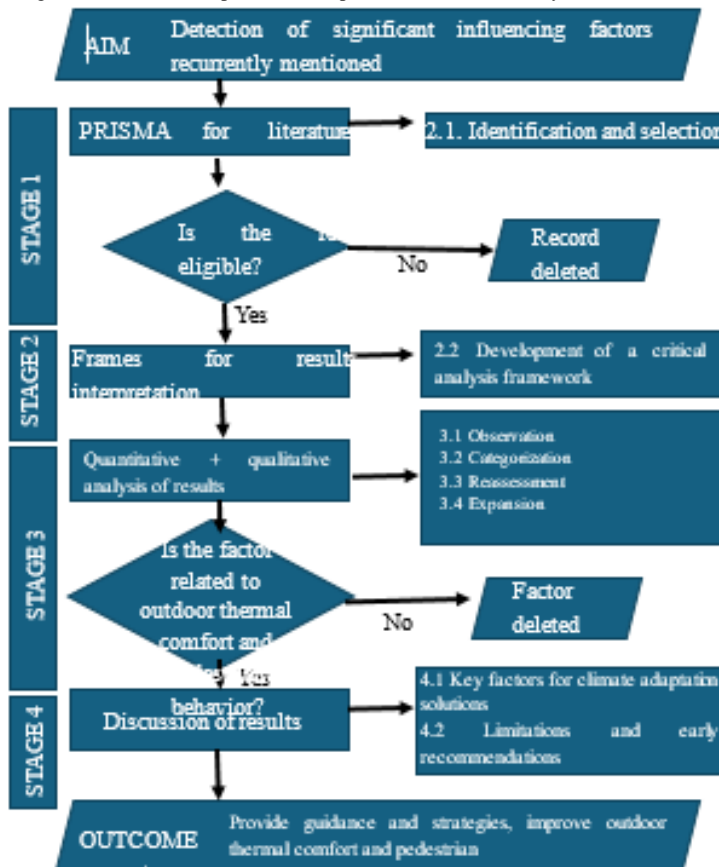 AIM
Detection of significant influencing factors
recurrently mentioned
STAGE 1
PRISMA for literature
2.1. Identification and selection
Is the
eligible?
No
Record
deleted
Yes
STAGE 2
Frames for result
interpretation
2.2 Development of a critical
analysis framework
STAGE 3
Quantitative + qualitative
analysis of results
3.1 Observation
3.2 Categorization
3.3 Reassessment
3.4 Expansion
Is the factor
related to
outdoor thermal
comfort and
behavior?
No
Factor
deleted
Yes
STAGE 4
Discussion of results
4.1 Key factors for climate adaptation
solutions
4.2 Limitations and early
recommendations
OUTCOME
Provide guidance and strategies, improve outdoor
thermal comfort and pedestrian